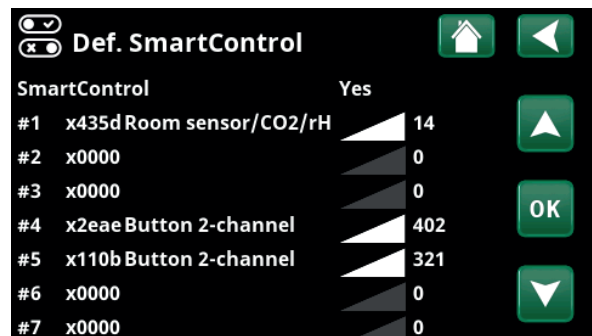 Def. SmartControl
SmartControl Yes
#1 x435d Room sensor/CO2/rH 14
#2 x0000 0
#3 x0000 0
#4 x2eae Button 2-channel 402
#5 x110b Button 2-channel 321
#6 x0000 0
#7 x0000 0
OK